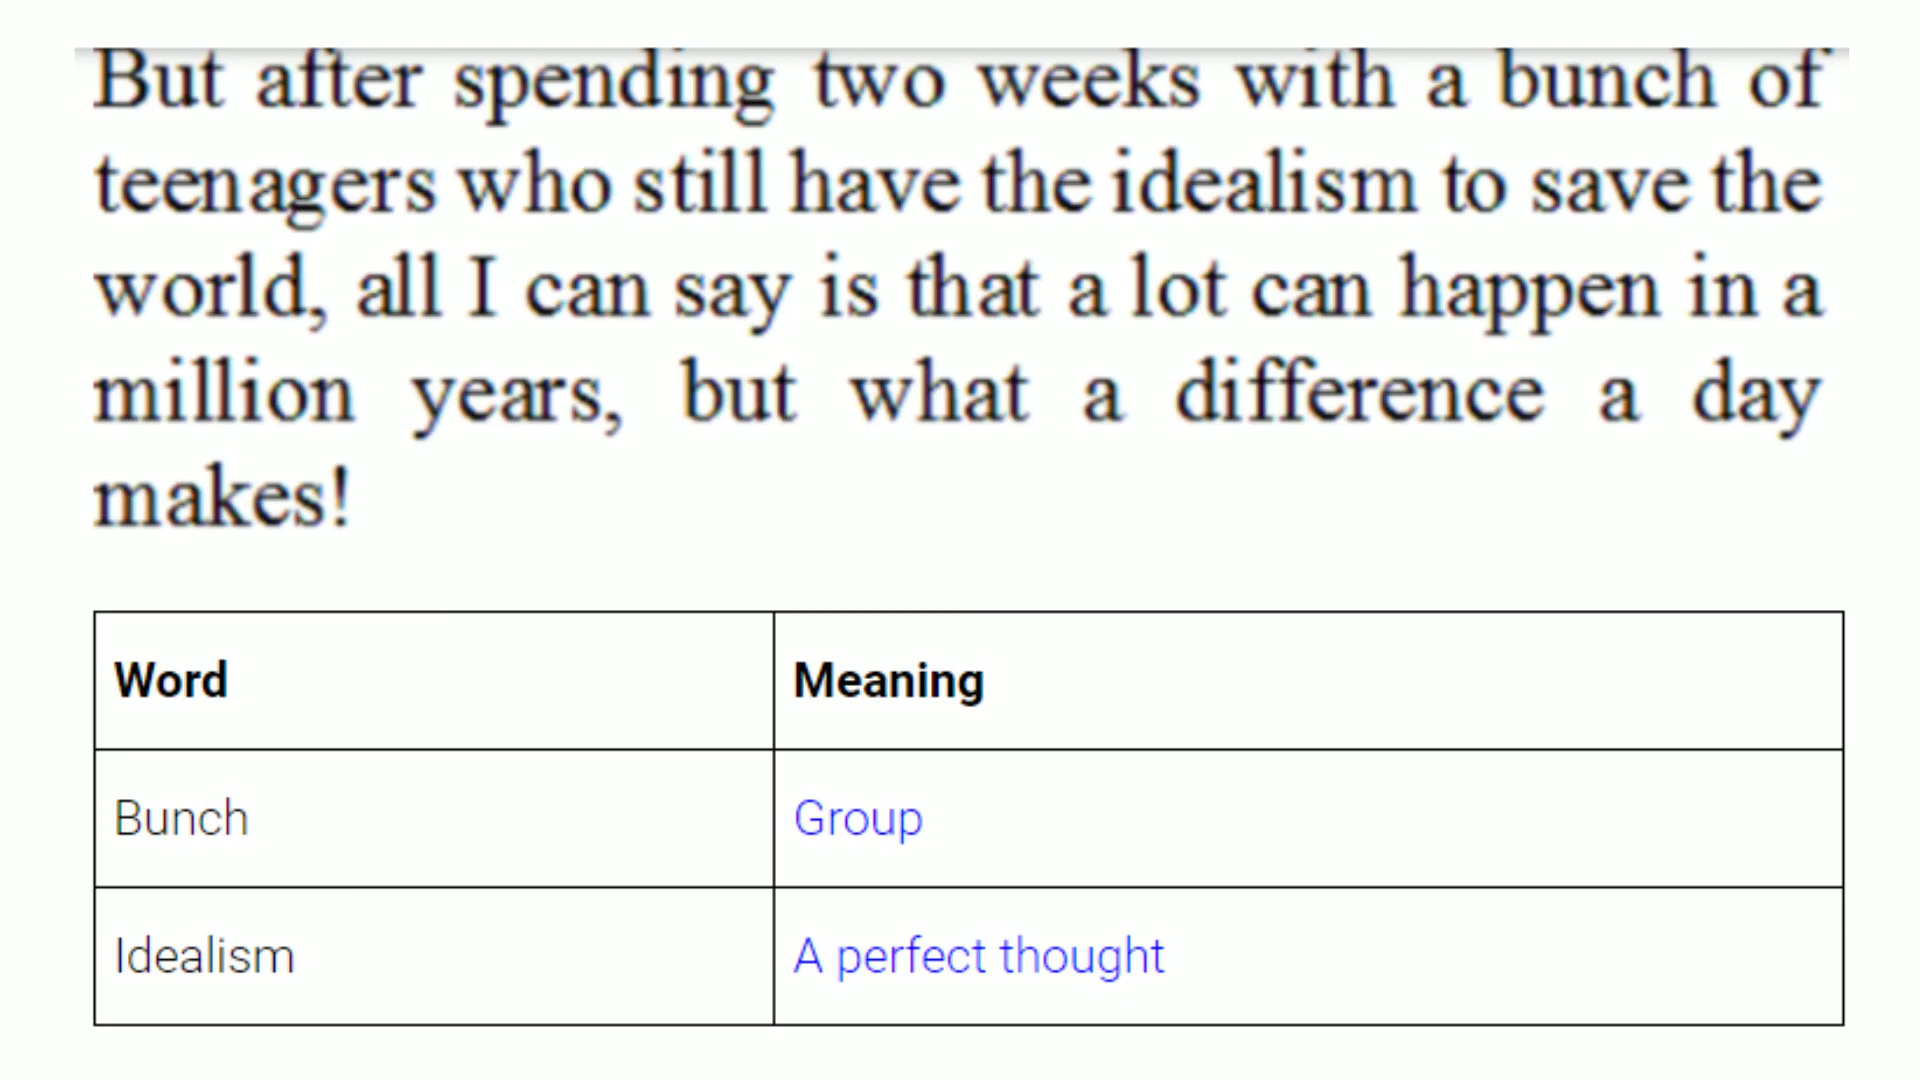 But after spending two weeks with a bunch of
teenagers who still have the idealism to save the
world, all I can say is that a lot can happen in a
million years, but what a difference a day
makes!
Word Meaning
Bunch Group
Idealism A perfect thought